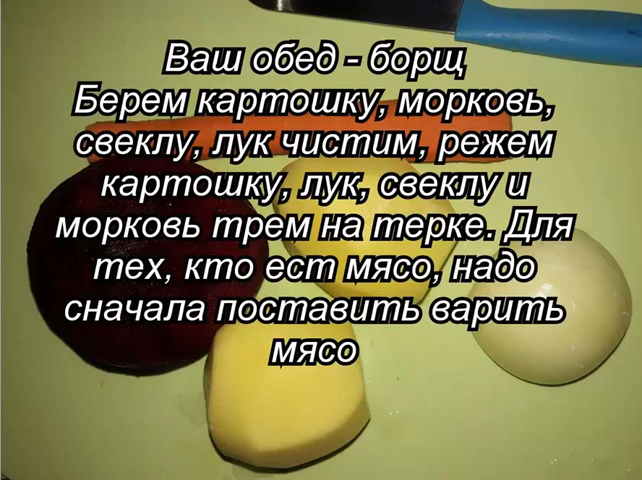 Ваш обед - борщ
Берем картошку, морковь,
свеклу, лук чистим, режем
картошку, лук, свеклу и
морковь трем на терке. Для
тех, кто ест мясо, надо
сначала поставить варить
мясо